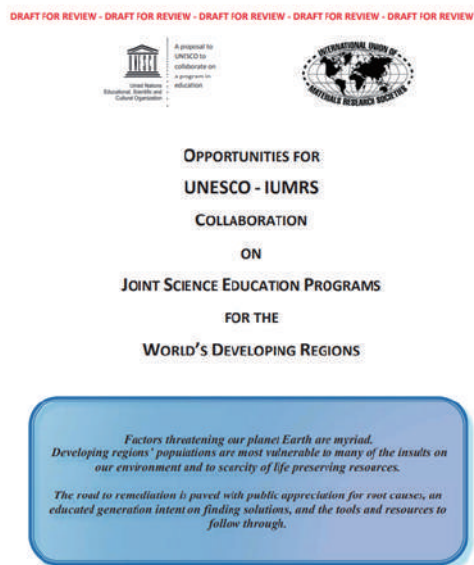 DRAFT FOR REVIEW - DRAFT FOR REVIEW - DRAFT FOR REVIEW - DRAFT FOR REVIEW - DRAFT FOR REVIEW
A proposal to
UNESCO to
collaborate on
a program in
education
United Nations
Educational, Scientific and
Cultural Organization
INTERNATIONAL UNION OF
MATERIALS RESEARCH SOCIETIES
OPPORTUNITIES FOR
UNESCO - IUMRS
COLLABORATION
ON
JOINT SCIENCE EDUCATION PROGRAMS
FOR THE
WORLD'S DEVELOPING REGIONS
Factors threatening our planet Earth are myriad.
Developing regions' populations are most vulnerable to many of the insults on
our environment and to scarcity of life preserving resources.
The road to remediation is paved with public appreciation for root causes, an
educated generation intent on finding solutions, and the tools and resources to
follow through.